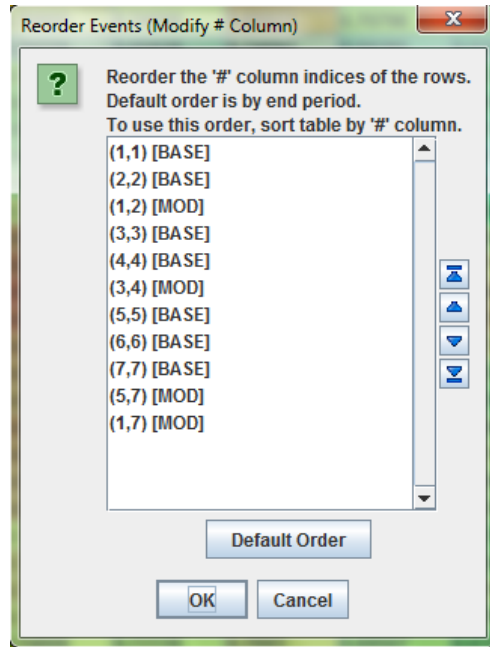 Reorder Events (Modify # Column)
Reorder the '#' column indices of the rows.
Default order is by end period.
To use this order, sort table by '#' column.
(1,1) [BASE]
(2,2) [BASE]
(1,2) [MOD]
(3,3) [BASE]
(4,4) [BASE]
(3,4) [MOD]
(5,5) [BASE]
(6,6) [BASE]
(7,7) [BASE]
(5,7) [MOD]
(1,7) [MOD]
Default Order
OK Cancel